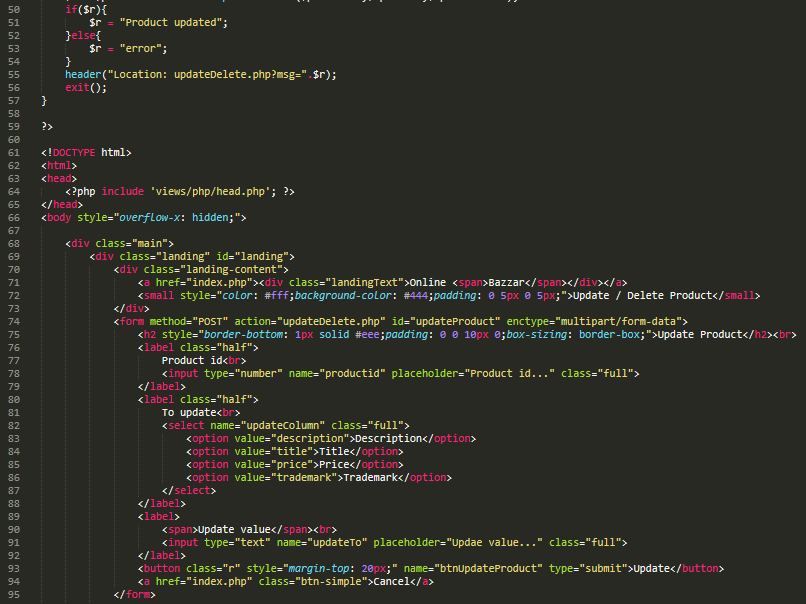 50 if($r){
51 $r = "Product updated";
52 }else{
53 $r = "error";
54 }
55 header("Location: updateDelete.php?msg=".$r);
56 exit();
57 }
58
59 ?>
60
61 <!DOCTYPE html>
62 <html>
63 <head>
64 <?php include 'views/php/head.php'; ?>
65 </head>
66 <body style="overflow-x: hidden;">
67
68 <div class="main">
69 <div class="landing" id="landing">
70 <div class="landing-content">
71 <a href="index.php"><div class="landingText">Online <span>Bazzar</span></div></a>
72 <small style="color: #fff;background-color: #444;padding: 0 5px 0 5px;">Update / Delete Product</small>
73 </div>
74 <form method="POST" action="updateDelete.php" id="updateProduct" enctype="multipart/form-data">
75 <h2 style="border-bottom: 1px solid #eee;padding: 0 0 10px 0;box-sizing: border-box;">Update Product</h2><br>
76 <label class="half">
77 Product id<br>
78 <input type="number" name="productid" placeholder="Product id..." class="full">
79 </label>
80 <label class="half">
81 To update<br>
82 <select name="updateColumn" class="full">
83 <option value="description">Description</option>
84 <option value="title">Title</option>
85 <option value="price">Price</option>
86 <option value="trademark">Trademark</option>
87 </select>
88 </label>
89 <label>
90 <span>Update value</span><br>
91 <input type="text" name="updateTo" placeholder="Updae value..." class="full">
92 </label>
93 <button class="r" style="margin-top: 20px;" name="btnUpdateProduct" type="submit">Update</button>
94 <a href="index.php" class="btn-simple">Cancel</a>
95 </form>